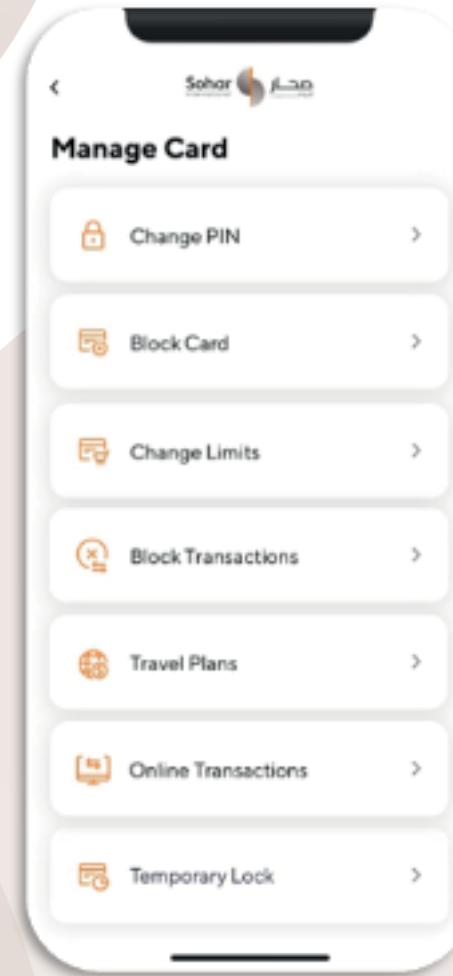 Sohar صحار
Manage Card
Change PIN
Block Card
Change Limits
Block Transactions
Travel Plans
Online Transactions
Temporary Lock